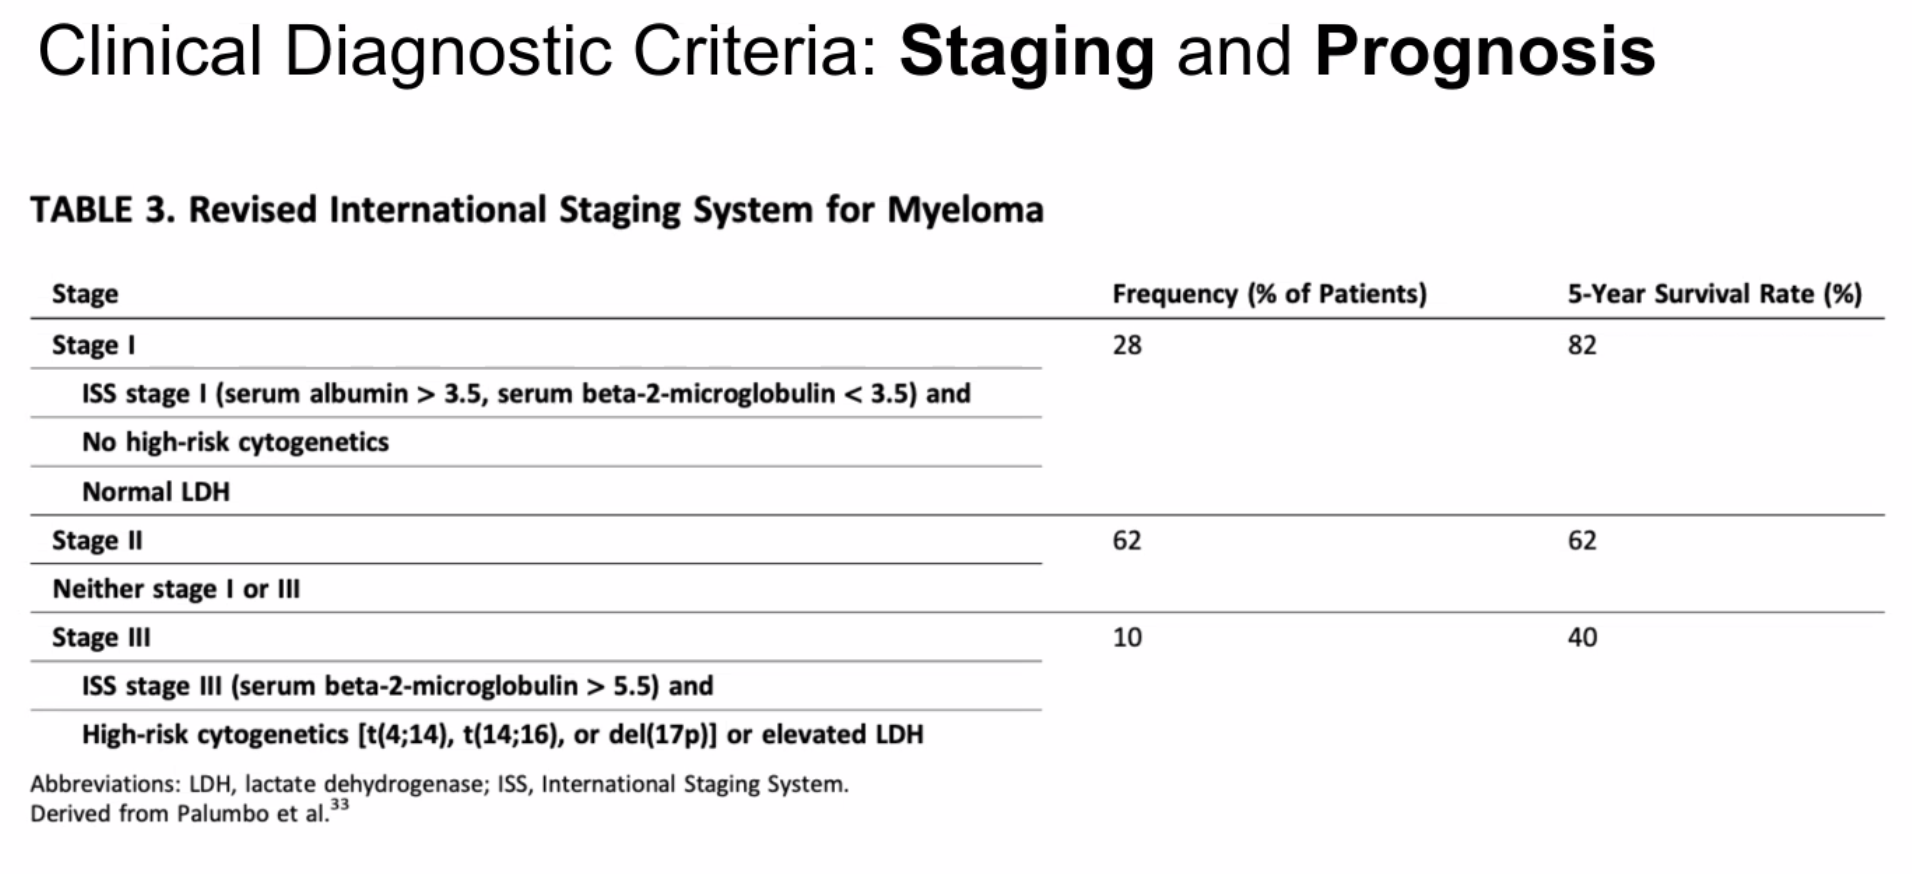 Clinical Diagnostic Criteria: Staging and Prognosis
TABLE 3. Revised International Staging System for Myeloma
Stage Frequency (% of Patients) 5-Year Survival Rate (%)
Stage I 28 82
ISS stage I (serum albumin > 3.5, serum beta-2-microglobulin < 3.5) and
No high-risk cytogenetics
Normal LDH
Stage II 62 62
Neither stage I or III
Stage III 10 40
ISS stage III (serum beta-2-microglobulin > 5.5) and
High-risk cytogenetics [t(4;14), t(14;16), or del(17p)] or elevated LDH
Abbreviations: LDH, lactate dehydrogenase; ISS, International Staging System.
Derived from Palumbo et al.33